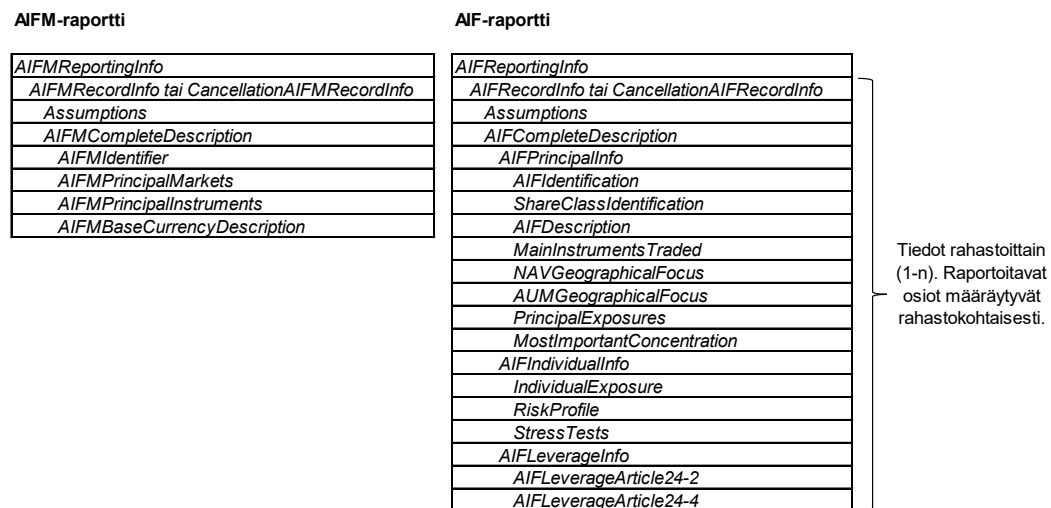 AIFM-raportti
AIFMReportingInfo
AIFMRecordInfo tai CancellationAIFMRecordInfo
Assumptions
AIFMCompleteDescription
AIFMIdentifier
AIFMPrincipalMarkets
AIFMPrincipalInstruments
AIFMBaseCurrencyDescription
AIF-raportti
AIFReportingInfo
AIFRecordInfo tai CancellationAIFRecordInfo
Assumptions
AIFCompleteDescription
AIFPrincipalInfo
AIFIdentification
ShareClassIdentification
AIFDescription
MainInstrumentsTraded
NAVGeographicalFocus
AUMGeographicalFocus
PrincipalExposures
MostImportantConcentration
AIFIndividualInfo
IndividualExposure
RiskProfile
StressTests
AIFLeverageInfo
AIFLeverageArticle24-2
AIFLeverageArticle24-4
Tiedot rahastoittain
(1-n). Raportoitavat
osiot määräytyvät
rahastokohtaisesti.